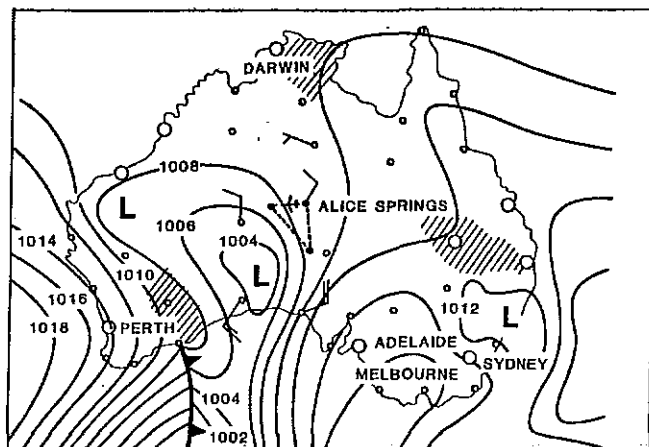 DARWIN
1008
L
ALICE SPRINGS
1006
1004
1014
1010
L
1016
1012
L
1018
PERTH
ADELAIDE
SYDNEY
MELBOURNE
1004
1002